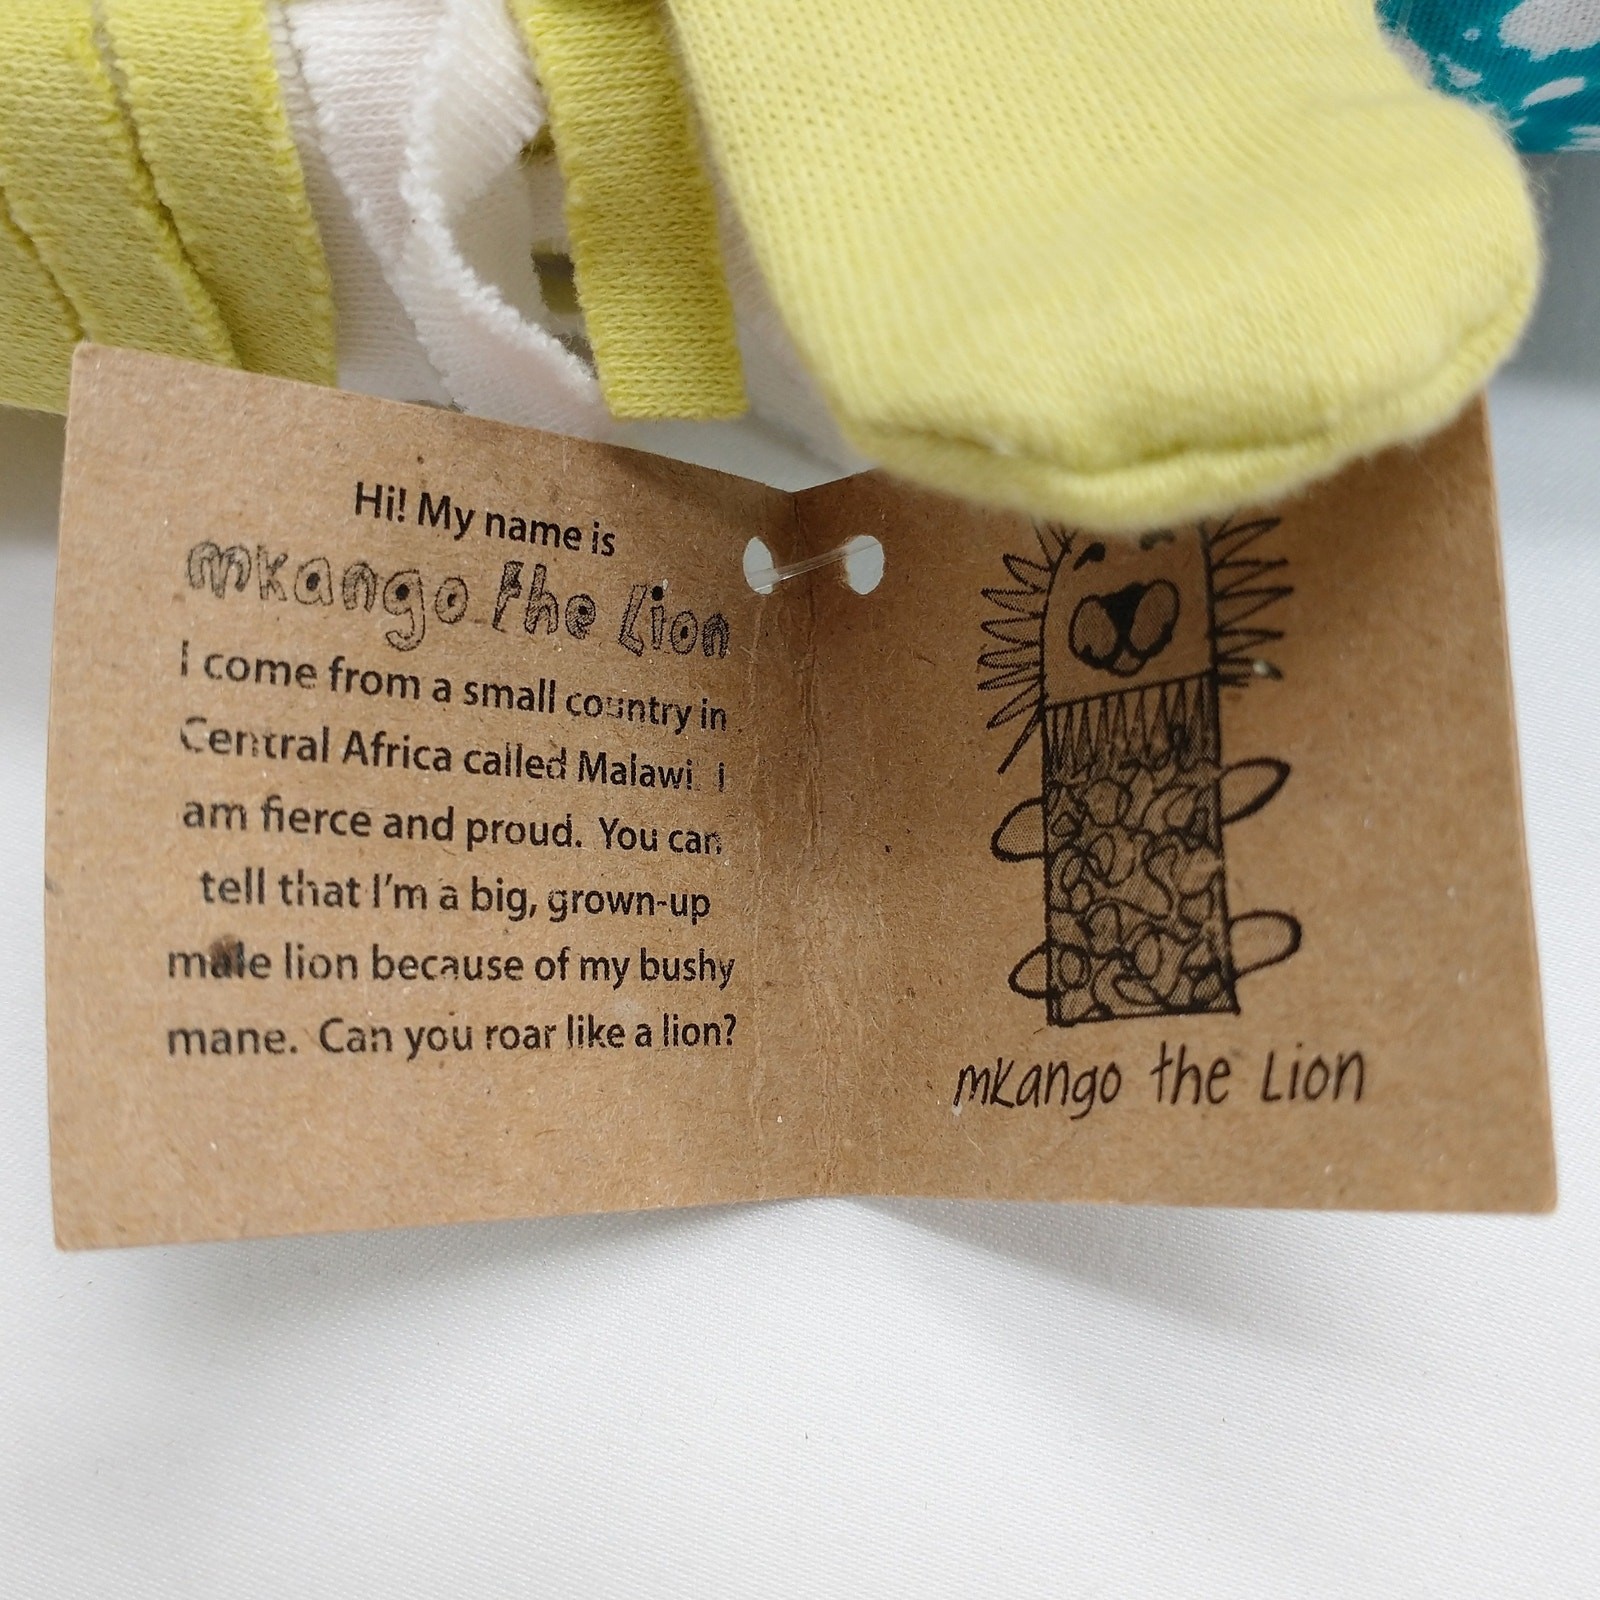 Hi! My name is
mkango the Lion
I come from a small country in
Central Africa called Malawi. I
am fierce and proud. You can
tell that I'm a big, grown-up
male lion because of my bushy
mane. Can you roar like a lion?
mkango the Lion